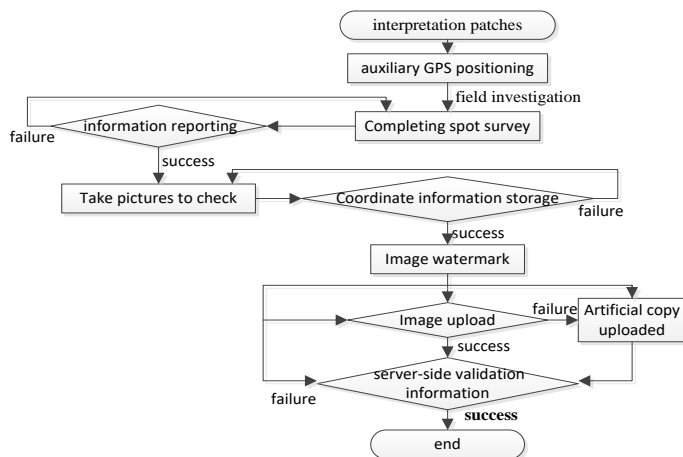 interpretation patches
auxiliary GPS positioning
field investigation
Completing spot survey
information reporting
failure
success
Take pictures to check
Coordinate information storage
failure
success
Image watermark
Image upload
failure
Artificial copy
uploaded
success
server-side validation
information
failure
success
end